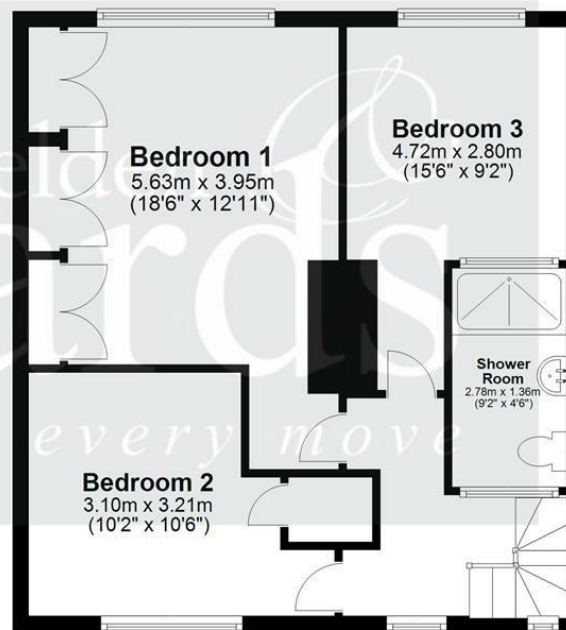 Bedroom 1
5.63m x 3.95m
(18'6" x 12'11")
Bedroom 3
4.72m x 2.80m
(15'6" x 9'2")
Shower
Room
2.78m x 1.36m
(9'2" x 4'6")
Bedroom 2
3.10m x 3.21m
(10'2" x 10'6")
every move